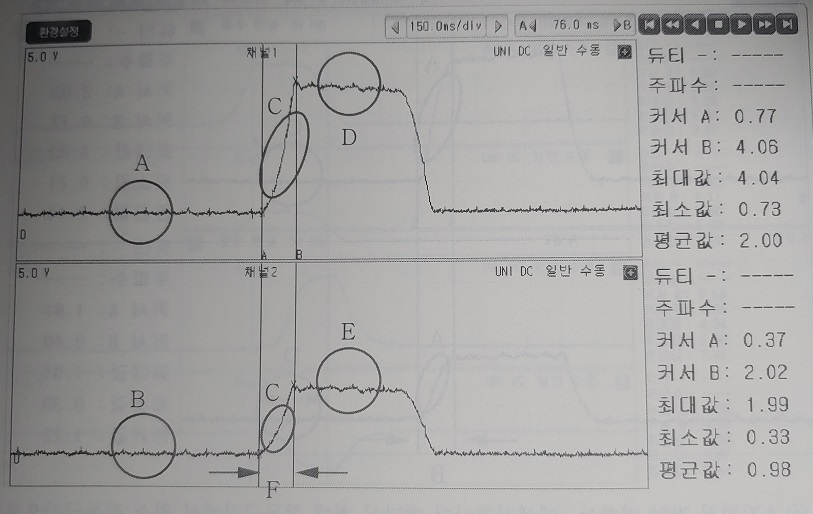 환경설정
150.0ms/div A 76.0 ms B
5.0 V 채널1 UNI DC 일반 수동
A
C
D
0
A B
듀티 -: -----
주파수: -----
커서 A: 0.77
커서 B: 4.06
최대값: 4.04
최소값: 0.73
평균값: 2.00
5.0 V 채널2 UNI DC 일반 수동
B
C
E
0
F
듀티 -: -----
주파수: -----
커서 A: 0.37
커서 B: 2.02
최대값: 1.99
최소값: 0.33
평균값: 0.98